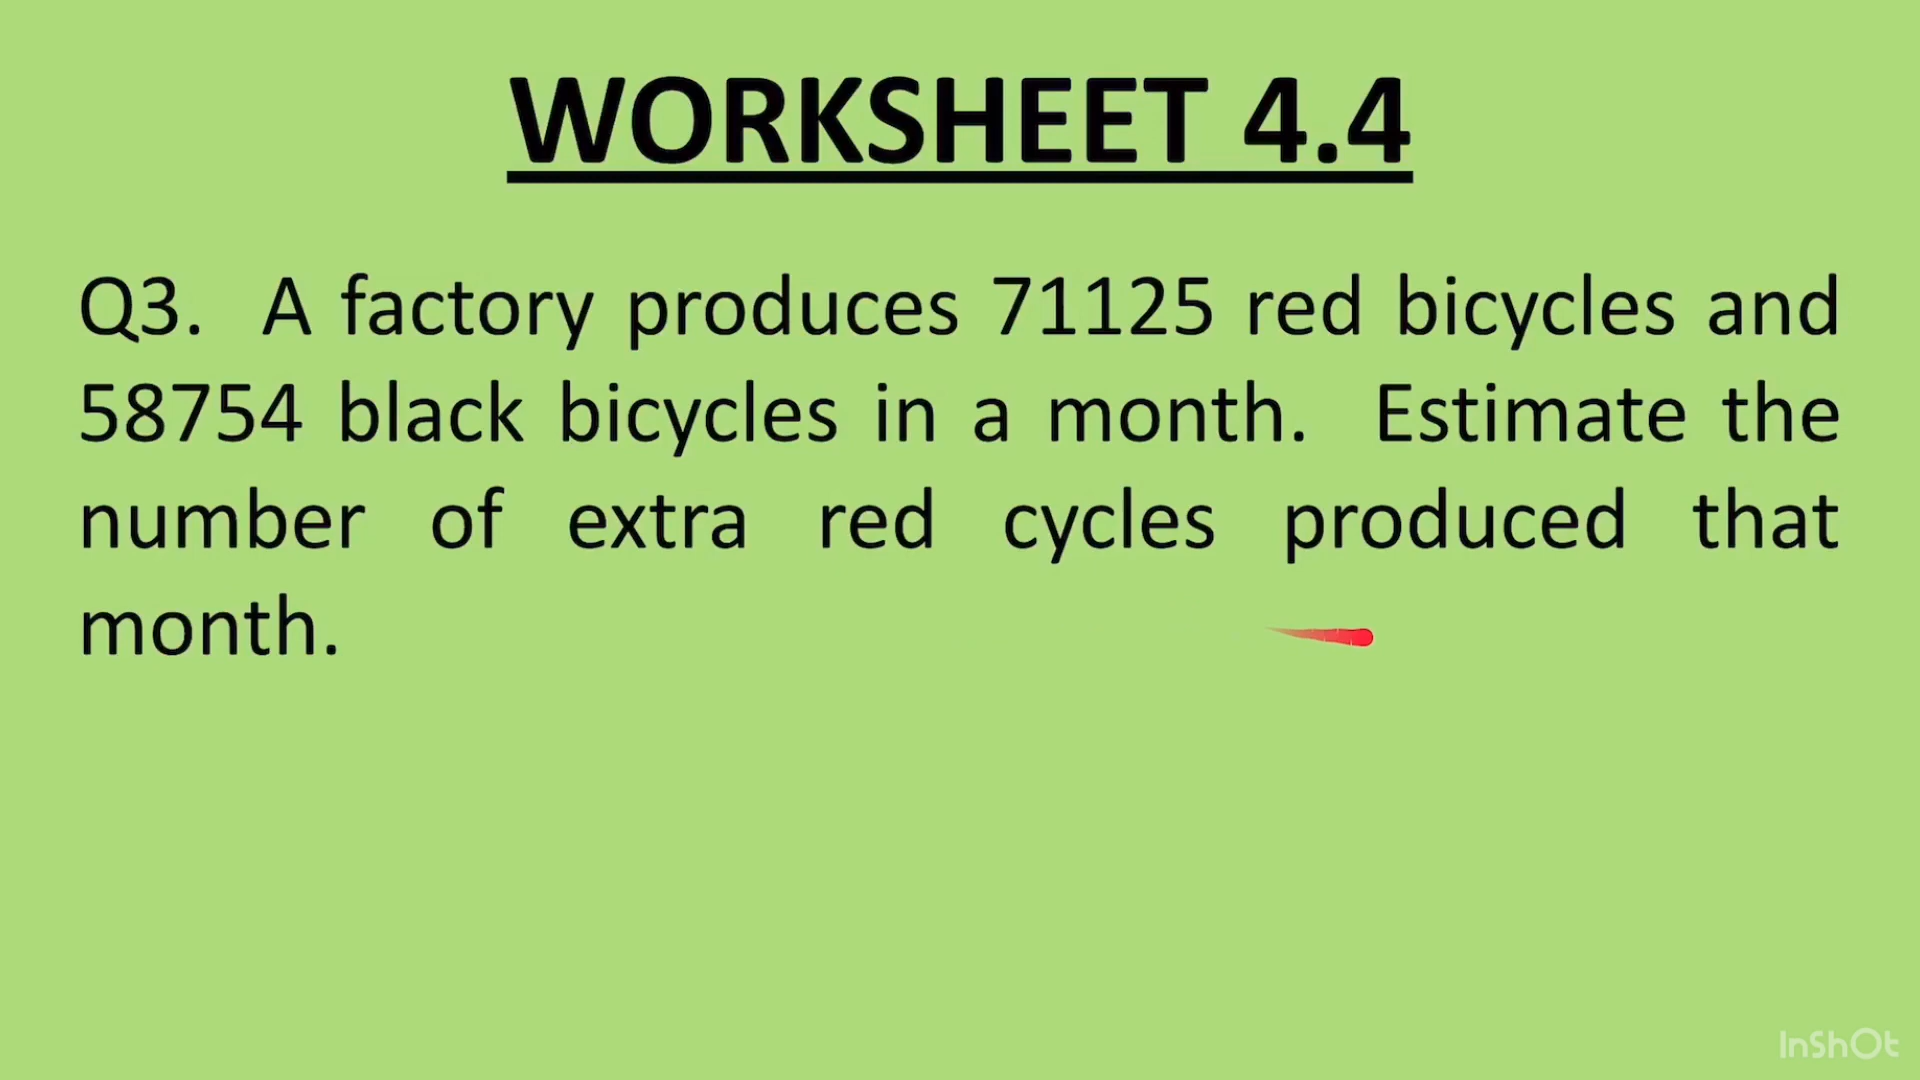 WORKSHEET 4.4
Q3. A factory produces 71125 red bicycles and
58754 black bicycles in a month. Estimate the
number of extra red cycles produced that
month.
InShOt